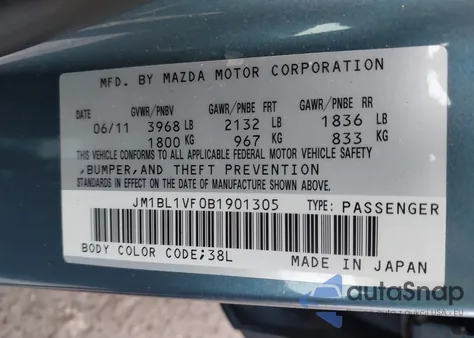 MFD. BY MAZDA MOTOR CORPORATION
DATE GVWR/PNBV GAWR/PNBE FRT GAWR/PNBE RR
06/11 3968 LB 2132 LB 1836 LB
1800 KG 967 KG 833 KG
THIS VEHICLE CONFORMS TO ALL APPLICABLE FEDERAL MOTOR VEHICLE SAFETY
,BUMPER,AND THEFT PREVENTION
STANDARDS IN EFFECT ON THE DATE OF MANUFACTURE SHOWN ABOVE.
JM1BL1VF0B1901305 TYPE: PASSENGER
BODY COLOR CODE;38L MADE IN JAPAN
autoSnap